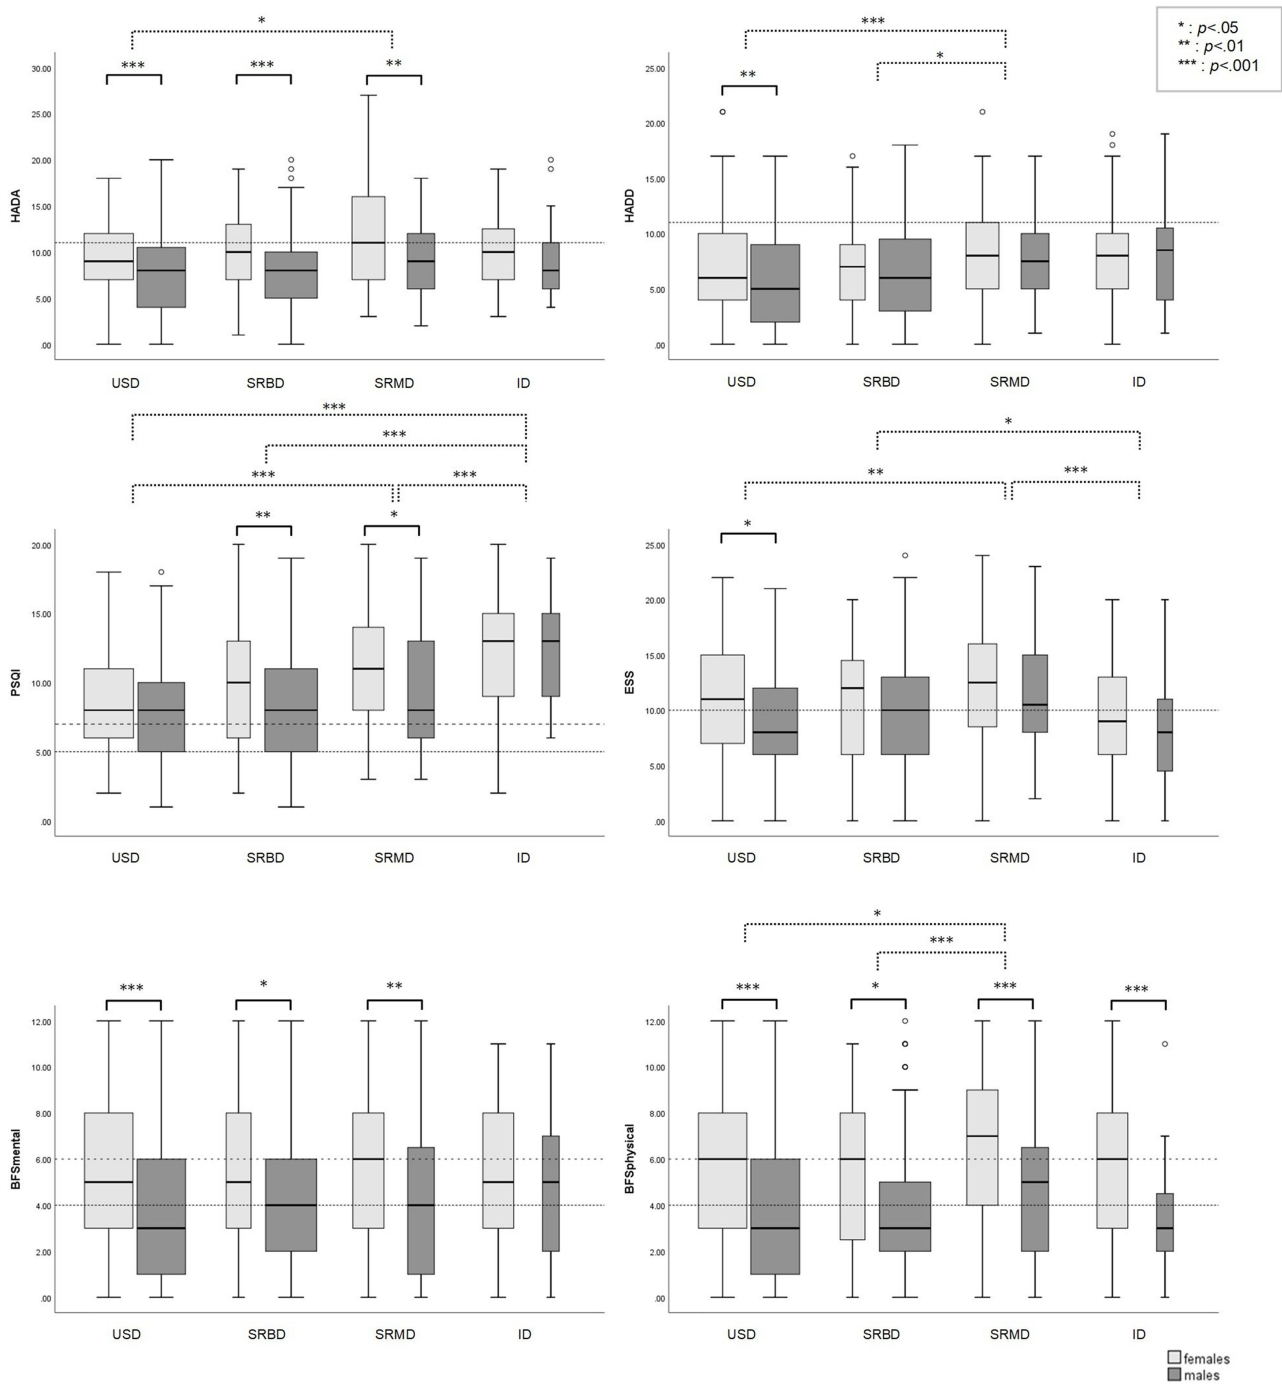 * : p<.05
** : p<.01
*** : p<.001
*
*** *** **
30.00
25.00
20.00
15.00
10.00
5.00
.00
HADA
USD SRBD SRMD ID
***
*
**
25.00
20.00
15.00
10.00
5.00
.00
HADD
USD SRBD SRMD ID
***
***
*** ***
** *
20.00
15.00
10.00
5.00
.00
PSQI
USD SRBD SRMD ID
*
** ***
*
25.00
20.00
15.00
10.00
5.00
.00
ESS
USD SRBD SRMD ID
*** * **
12.00
10.00
8.00
6.00
4.00
2.00
.00
BFSmental
USD SRBD SRMD ID
*
***
*** * *** ***
12.00
10.00
8.00
6.00
4.00
2.00
.00
BFSphysical
USD SRBD SRMD ID
females
males